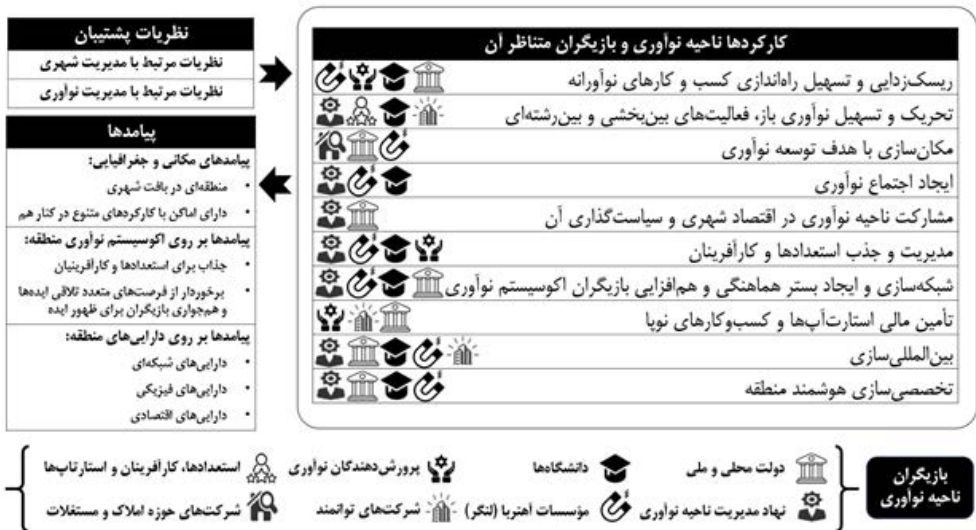 کارکردها ناحیه نوآوری و بازیگران متناظر آن
ریسک‌زدایی و تسهیل راه‌اندازی کسب و کارهای نوآورانه
تحریک و تسهیل نوآوری باز، فعالیت‌های بین‌بخشی و بین‌رشته‌ای
مکان‌سازی با هدف توسعه نوآوری
ایجاد اجتماع نوآوری
مشارکت ناحیه نوآوری در اقتصاد شهری و سیاست‌گذاری آن
مدیریت و جذب استعدادها و کارآفرینان
شبکه‌سازی و ایجاد بستر هماهنگی و هم‌افزایی بازیگران اکوسیستم نوآوری
تأمین مالی استارت‌آپ‌ها و کسب‌وکارهای نوپا
بین‌المللی‌سازی
تخصصی‌سازی هوشمند منطقه
نظریات پشتیبان
نظریات مرتبط با مدیریت شهری
نظریات مرتبط با مدیریت نوآوری
پیامدها
پیامدهای مکانی و جغرافیایی:
• منطقه‌ای در بافت شهری
• دارای اماکن با کارکردهای متنوع در کنار هم
پیامدها بر روی اکوسیستم نوآوری منطقه:
• جذاب برای استعدادها و کارآفرینان
• برخوردار از فرصت‌های متعدد تلاقی ایده‌ها
و هم‌جواری بازیگران برای ظهور ایده
پیامدها بر روی دارایی‌های منطقه:
• دارایی‌های شبکه‌ای
• دارایی‌های فیزیکی
• دارایی‌های اقتصادی
بازیگران
ناحیه نوآوری
دولت محلی و ملی
دانشگاه‌ها
پرورش‌دهندگان نوآوری
استعدادها، کارآفرینان و استارتاپ‌ها
نهاد مدیریت ناحیه نوآوری
مؤسسات آهنربا (لنگر)
شرکت‌های توانمند
شرکت‌های حوزه املاک و مستغلات